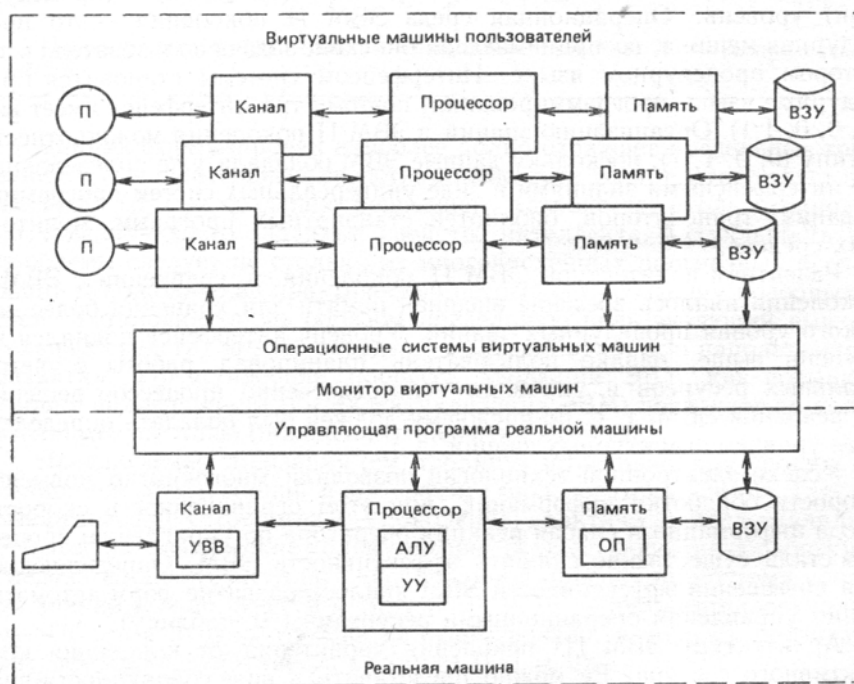 Виртуальные машины пользователей
П
Канал
Процессор
Память
ВЗУ
П
Канал
Процессор
Память
ВЗУ
П
Канал
Процессор
Память
ВЗУ
Операционные системы виртуальных машин
Монитор виртуальных машин
Управляющая программа реальной машины
Канал
УВВ
Процессор
АЛУ
УУ
Память
ОП
ВЗУ
Реальная машина